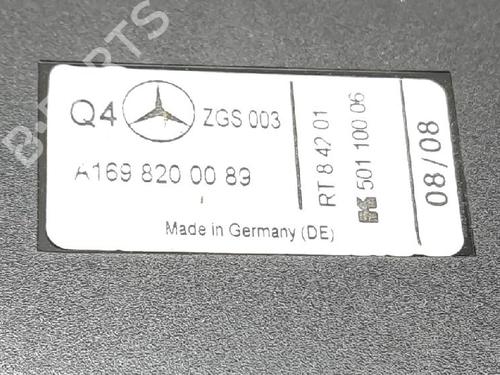 B-PARTS
Q4 ZGS 003
A169 820 00 89
Made in Germany (DE)
RT 8 42 01
501 100 06
08/08